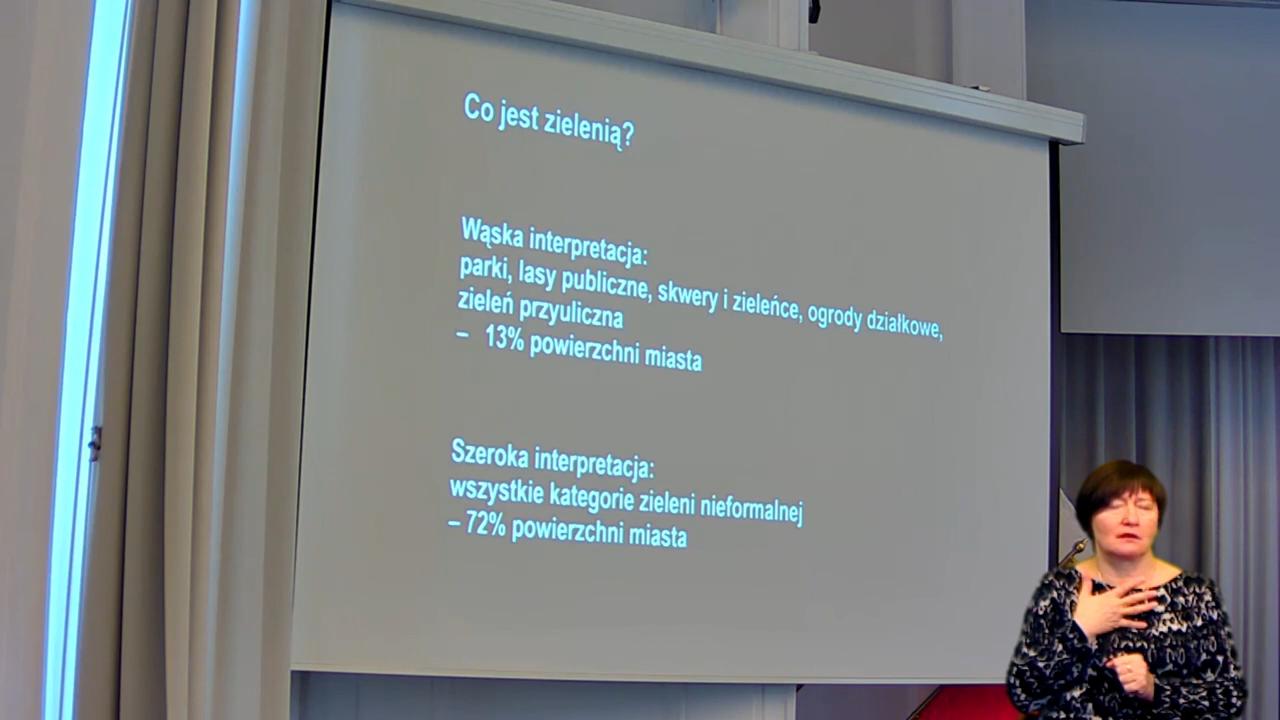 Co jest zielenią?
Wąska interpretacja:
parki, lasy publiczne, skwery i zieleńce, ogrody działkowe,
zieleń przyuliczna
– 13% powierzchni miasta
Szeroka interpretacja:
wszystkie kategorie zieleni nieformalnej
– 72% powierzchni miasta